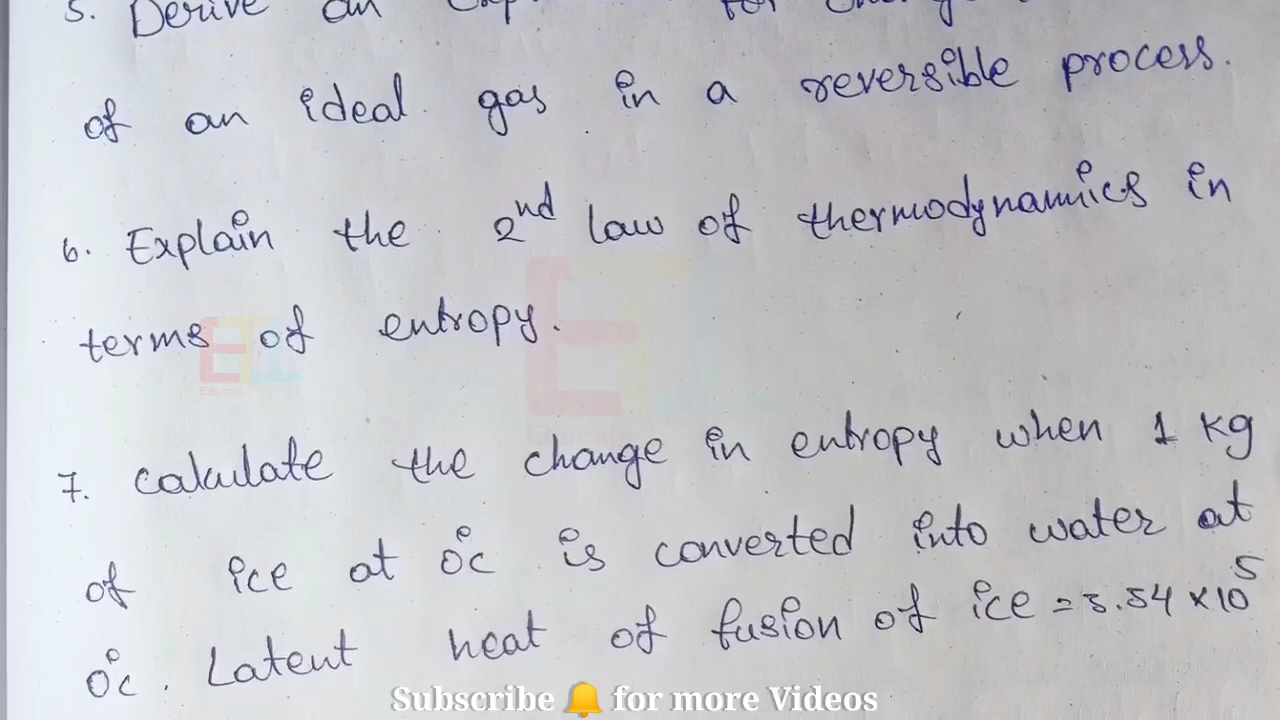 5. Derive an
of an ideal gas in a reversible process.
6. Explain the 2nd law of thermodynamics in
terms of entropy.
7. Calculate the change in entropy when 1 kg
of ice at 0°c is converted into water at
0°c. Latent heat of fusion of ice = 3.34 × 10^5
Subscribe 🔔 for more Videos